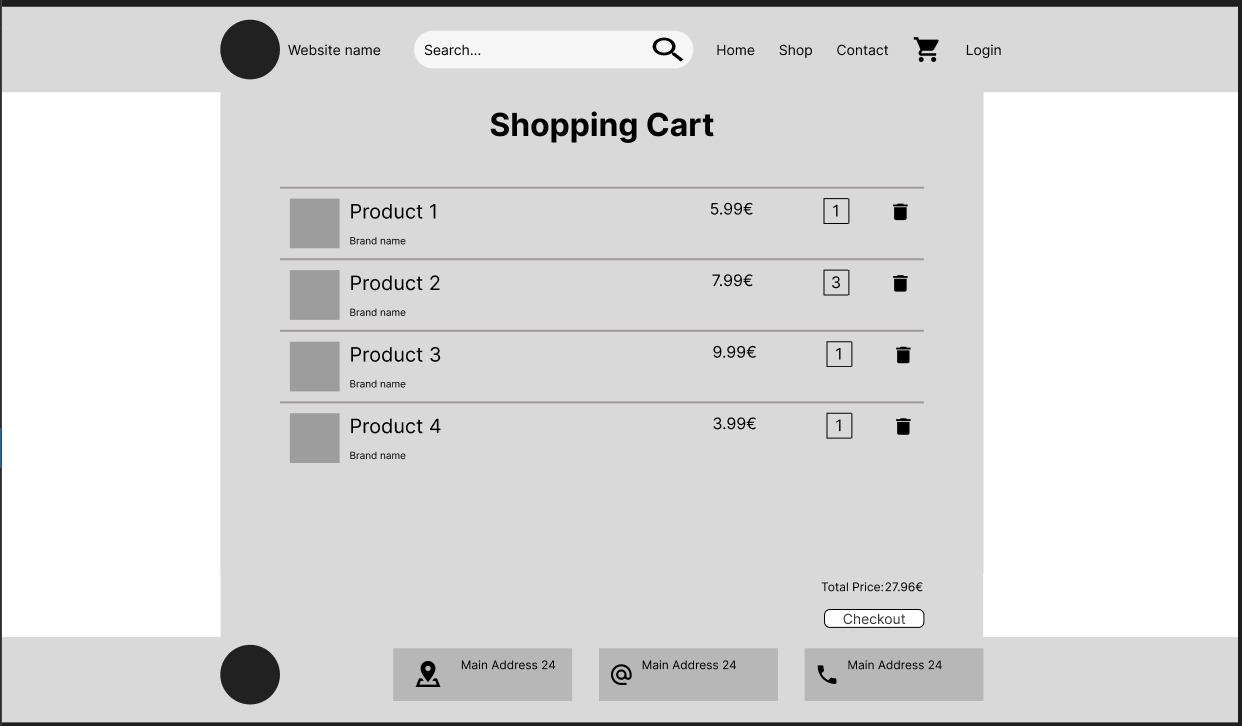 Website name
Search...
Home
Shop
Contact
Login
Shopping Cart
Product 1
5.99€
1
Brand name
Product 2
7.99€
3
Brand name
Product 3
9.99€
1
Brand name
Product 4
3.99€
1
Brand name
Total Price:27.96€
Checkout
Main Address 24
Main Address 24
Main Address 24